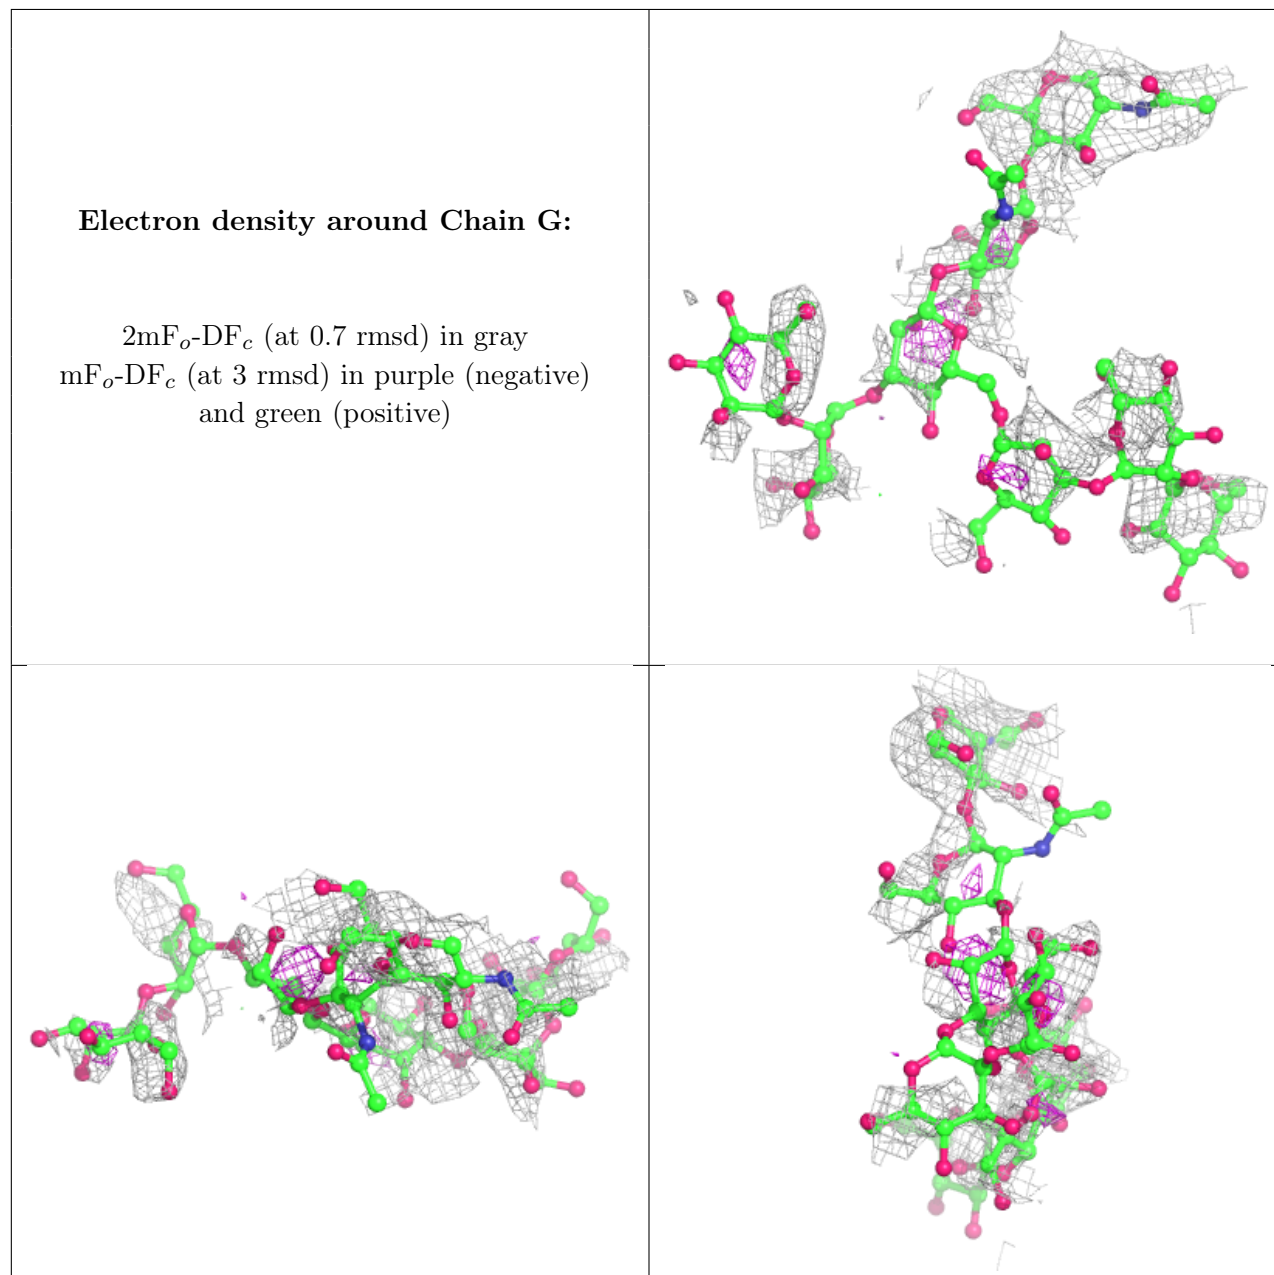 Electron density around Chain G:
2mFo-DFc (at 0.7 rmsd) in gray
mFo-DFc (at 3 rmsd) in purple (negative)
and green (positive)